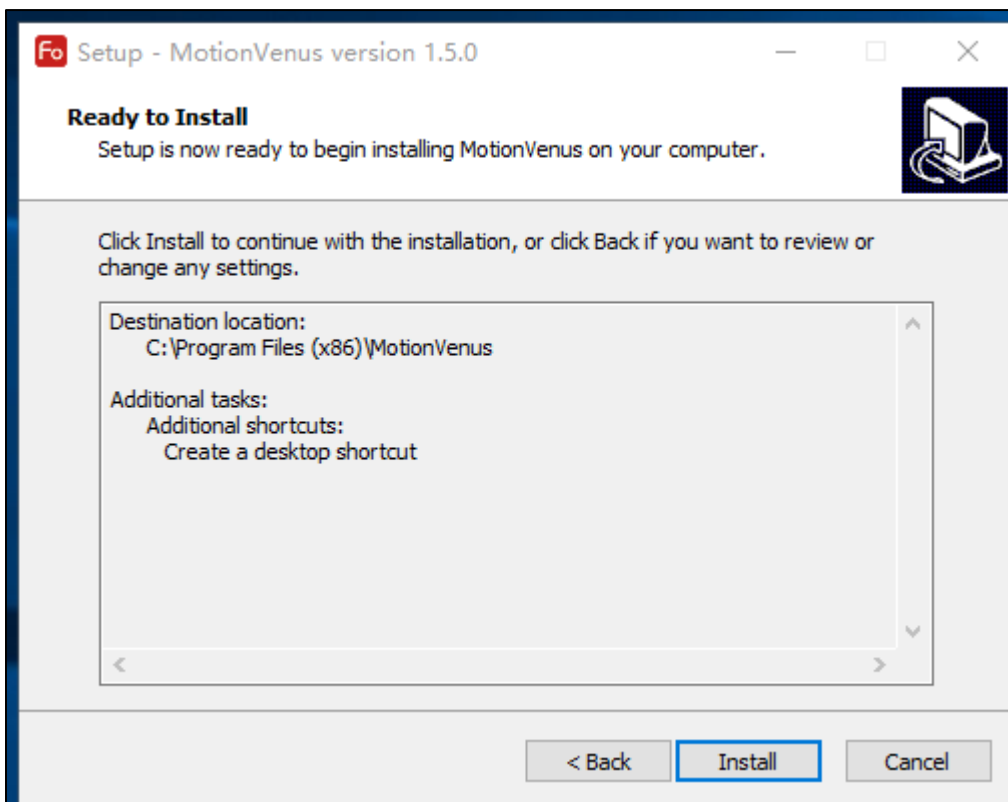 Fo Setup - MotionVenus version 1.5.0
Ready to Install
Setup is now ready to begin installing MotionVenus on your computer.
Click Install to continue with the installation, or click Back if you want to review or
change any settings.
Destination location:
C:\Program Files (x86)\MotionVenus
Additional tasks:
Additional shortcuts:
Create a desktop shortcut
< Back Install Cancel